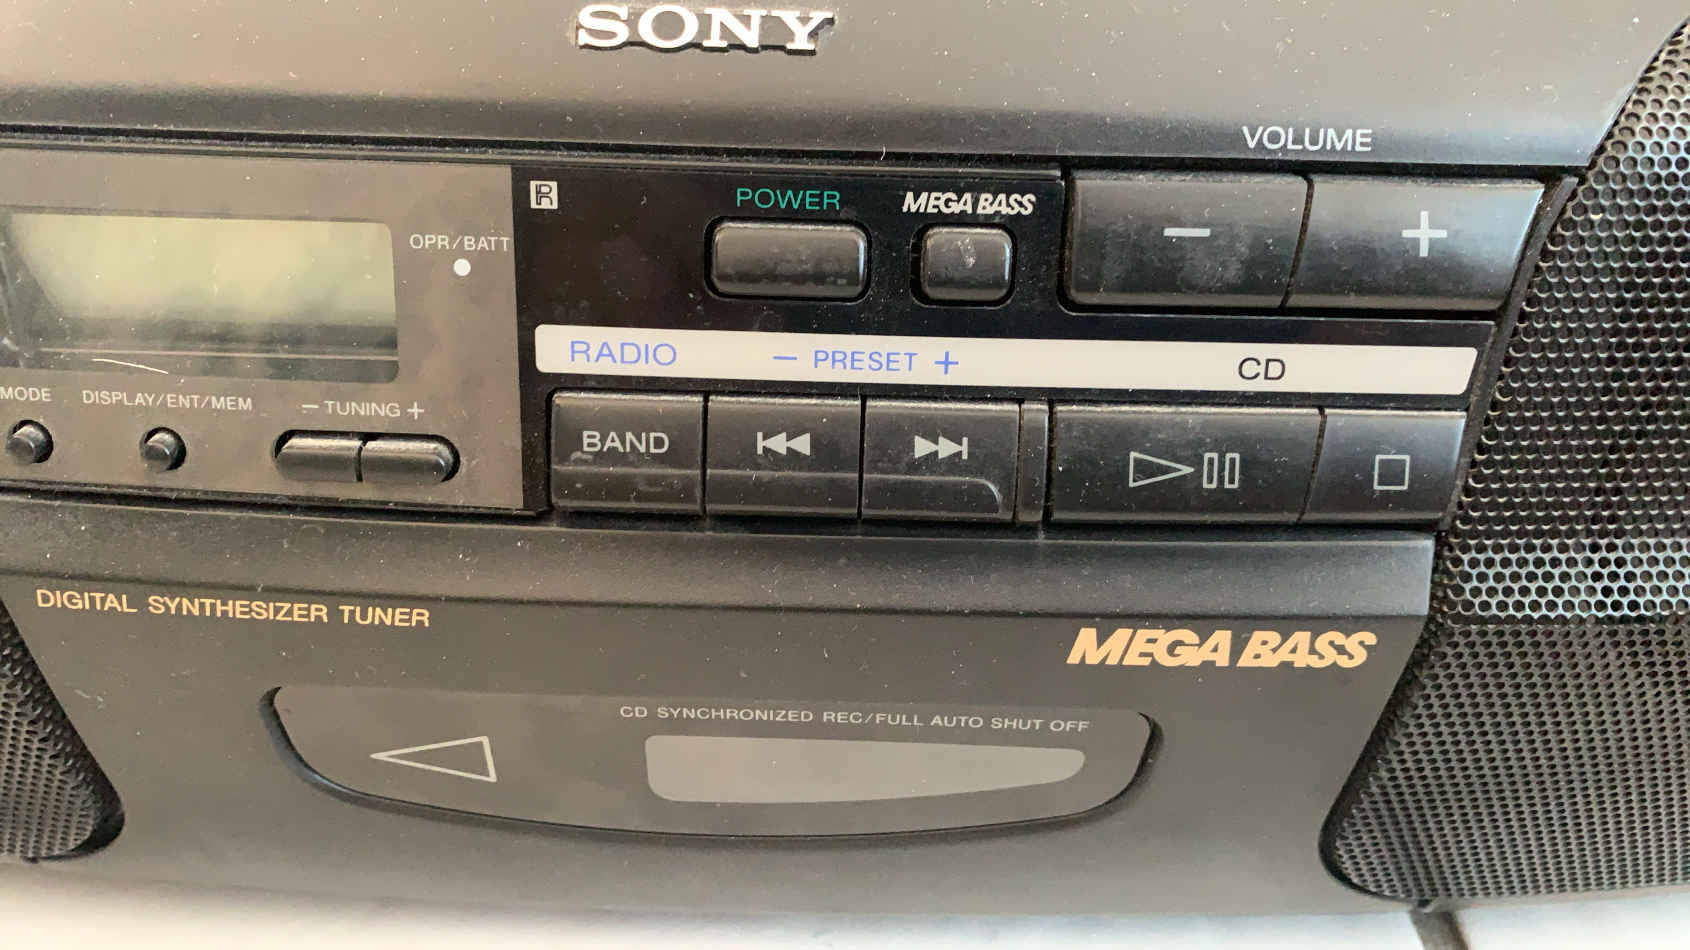 SONY
VOLUME
POWER
MEGA BASS
− +
OPR/BATT
RADIO − PRESET + CD
MODE
DISPLAY/ENT/MEM
− TUNING +
BAND
DIGITAL SYNTHESIZER TUNER
MEGA BASS
CD SYNCHRONIZED REC/FULL AUTO SHUT OFF